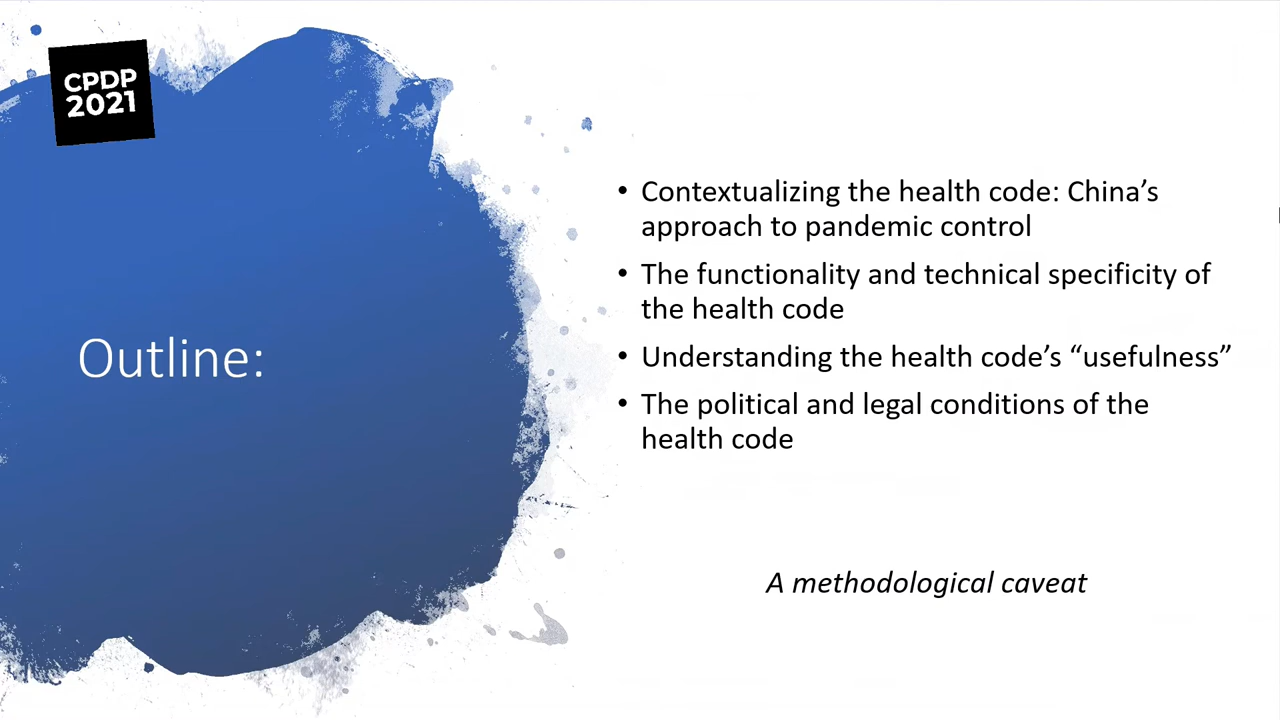 CPDP
2021
Outline:
• Contextualizing the health code: China’s
approach to pandemic control
• The functionality and technical specificity of
the health code
• Understanding the health code’s “usefulness”
• The political and legal conditions of the
health code
A methodological caveat